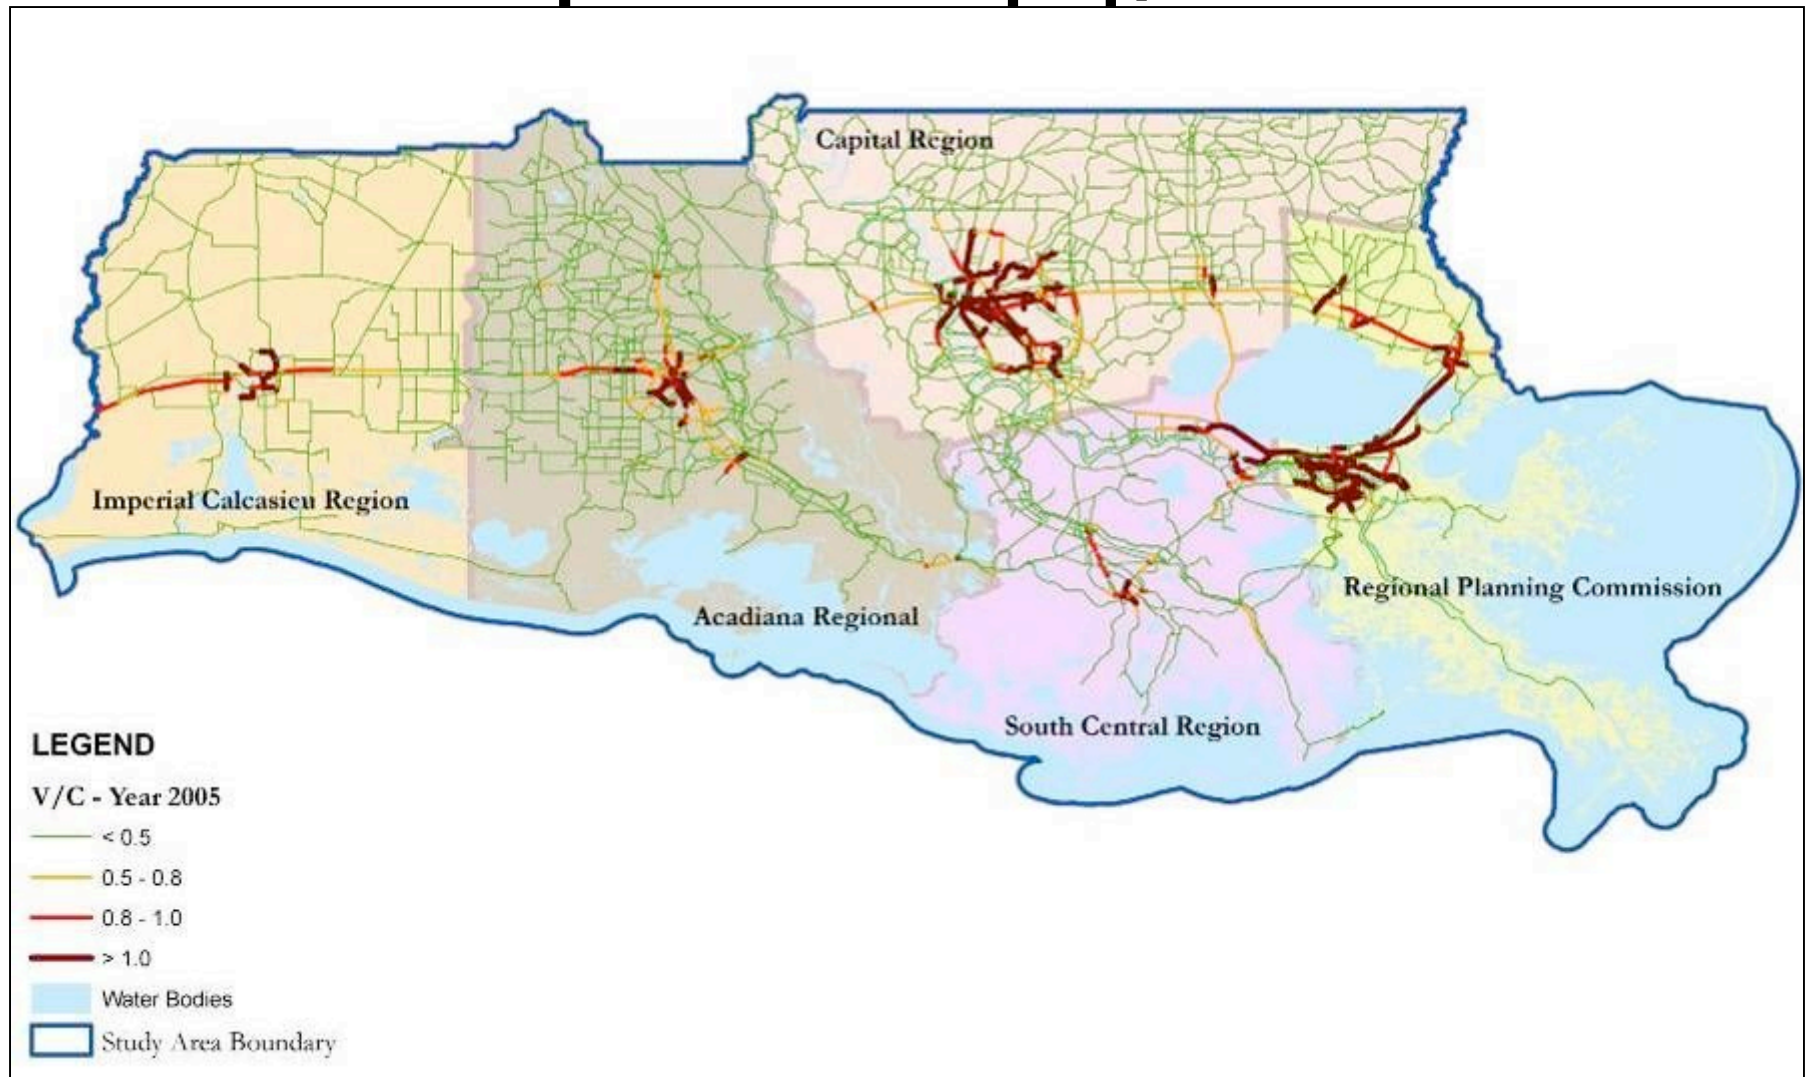 Capital Region
Imperial Calcasieu Region
Regional Planning Commission
Acadiana Regional
South Central Region
LEGEND
V/C - Year 2005
< 0.5
0.5 - 0.8
0.8 - 1.0
> 1.0
Water Bodies
Study Area Boundary